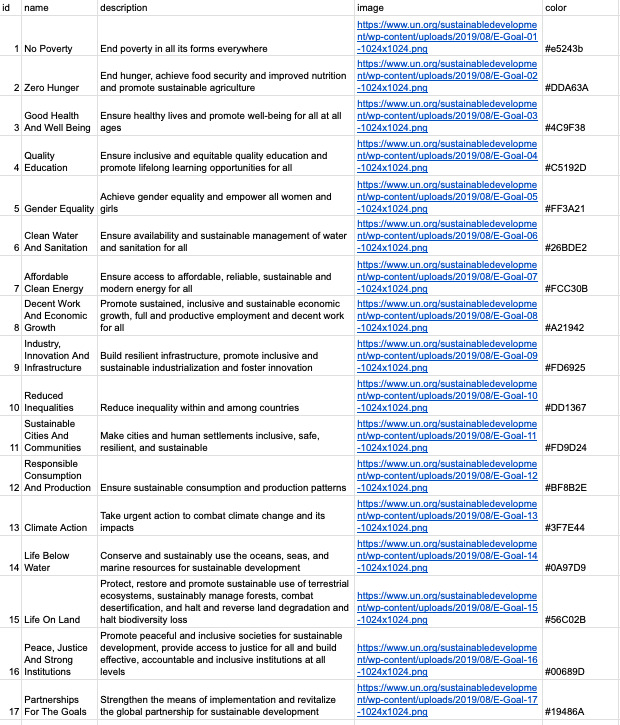 id name description image color
1 No Poverty End poverty in all its forms everywhere https://www.un.org/sustainabledevelopment/wp-content/uploads/2019/08/E-Goal-01-1024x1024.png #e5243b
2 Zero Hunger End hunger, achieve food security and improved nutrition and promote sustainable agriculture https://www.un.org/sustainabledevelopment/wp-content/uploads/2019/08/E-Goal-02-1024x1024.png #DDA63A
3 Good Health And Well Being Ensure healthy lives and promote well-being for all at all ages https://www.un.org/sustainabledevelopment/wp-content/uploads/2019/08/E-Goal-03-1024x1024.png #4C9F38
4 Quality Education Ensure inclusive and equitable quality education and promote lifelong learning opportunities for all https://www.un.org/sustainabledevelopment/wp-content/uploads/2019/08/E-Goal-04-1024x1024.png #C5192D
5 Gender Equality Achieve gender equality and empower all women and girls https://www.un.org/sustainabledevelopment/wp-content/uploads/2019/08/E-Goal-05-1024x1024.png #FF3A21
6 Clean Water And Sanitation Ensure availability and sustainable management of water and sanitation for all https://www.un.org/sustainabledevelopment/wp-content/uploads/2019/08/E-Goal-06-1024x1024.png #26BDE2
7 Affordable Clean Energy Ensure access to affordable, reliable, sustainable and modern energy for all https://www.un.org/sustainabledevelopment/wp-content/uploads/2019/08/E-Goal-07-1024x1024.png #FCC30B
8 Decent Work And Economic Growth Promote sustained, inclusive and sustainable economic growth, full and productive employment and decent work for all https://www.un.org/sustainabledevelopment/wp-content/uploads/2019/08/E-Goal-08-1024x1024.png #A21942
9 Industry, Innovation And Infrastructure Build resilient infrastructure, promote inclusive and sustainable industrialization and foster innovation https://www.un.org/sustainabledevelopment/wp-content/uploads/2019/08/E-Goal-09-1024x1024.png #FD6925
10 Reduced Inequalities Reduce inequality within and among countries https://www.un.org/sustainabledevelopment/wp-content/uploads/2019/08/E-Goal-10-1024x1024.png #DD1367
11 Sustainable Cities And Communities Make cities and human settlements inclusive, safe, resilient, and sustainable https://www.un.org/sustainabledevelopment/wp-content/uploads/2019/08/E-Goal-11-1024x1024.png #FD9D24
12 Responsible Consumption And Production Ensure sustainable consumption and production patterns https://www.un.org/sustainabledevelopment/wp-content/uploads/2019/08/E-Goal-12-1024x1024.png #BF8B2E
13 Climate Action Take urgent action to combat climate change and its impacts https://www.un.org/sustainabledevelopment/wp-content/uploads/2019/08/E-Goal-13-1024x1024.png #3F7E44
14 Life Below Water Conserve and sustainably use the oceans, seas, and marine resources for sustainable development https://www.un.org/sustainabledevelopment/wp-content/uploads/2019/08/E-Goal-14-1024x1024.png #0A97D9
15 Life On Land Protect, restore and promote sustainable use of terrestrial ecosystems, sustainably manage forests, combat desertification, and halt and reverse land degradation and halt biodiversity loss https://www.un.org/sustainabledevelopment/wp-content/uploads/2019/08/E-Goal-15-1024x1024.png #56C02B
16 Peace, Justice And Strong Institutions Promote peaceful and inclusive societies for sustainable development, provide access to justice for all and build effective, accountable and inclusive institutions at all levels https://www.un.org/sustainabledevelopment/wp-content/uploads/2019/08/E-Goal-16-1024x1024.png #00689D
17 Partnerships For The Goals Strengthen the means of implementation and revitalize the global partnership for sustainable development https://www.un.org/sustainabledevelopment/wp-content/uploads/2019/08/E-Goal-17-1024x1024.png #19486A